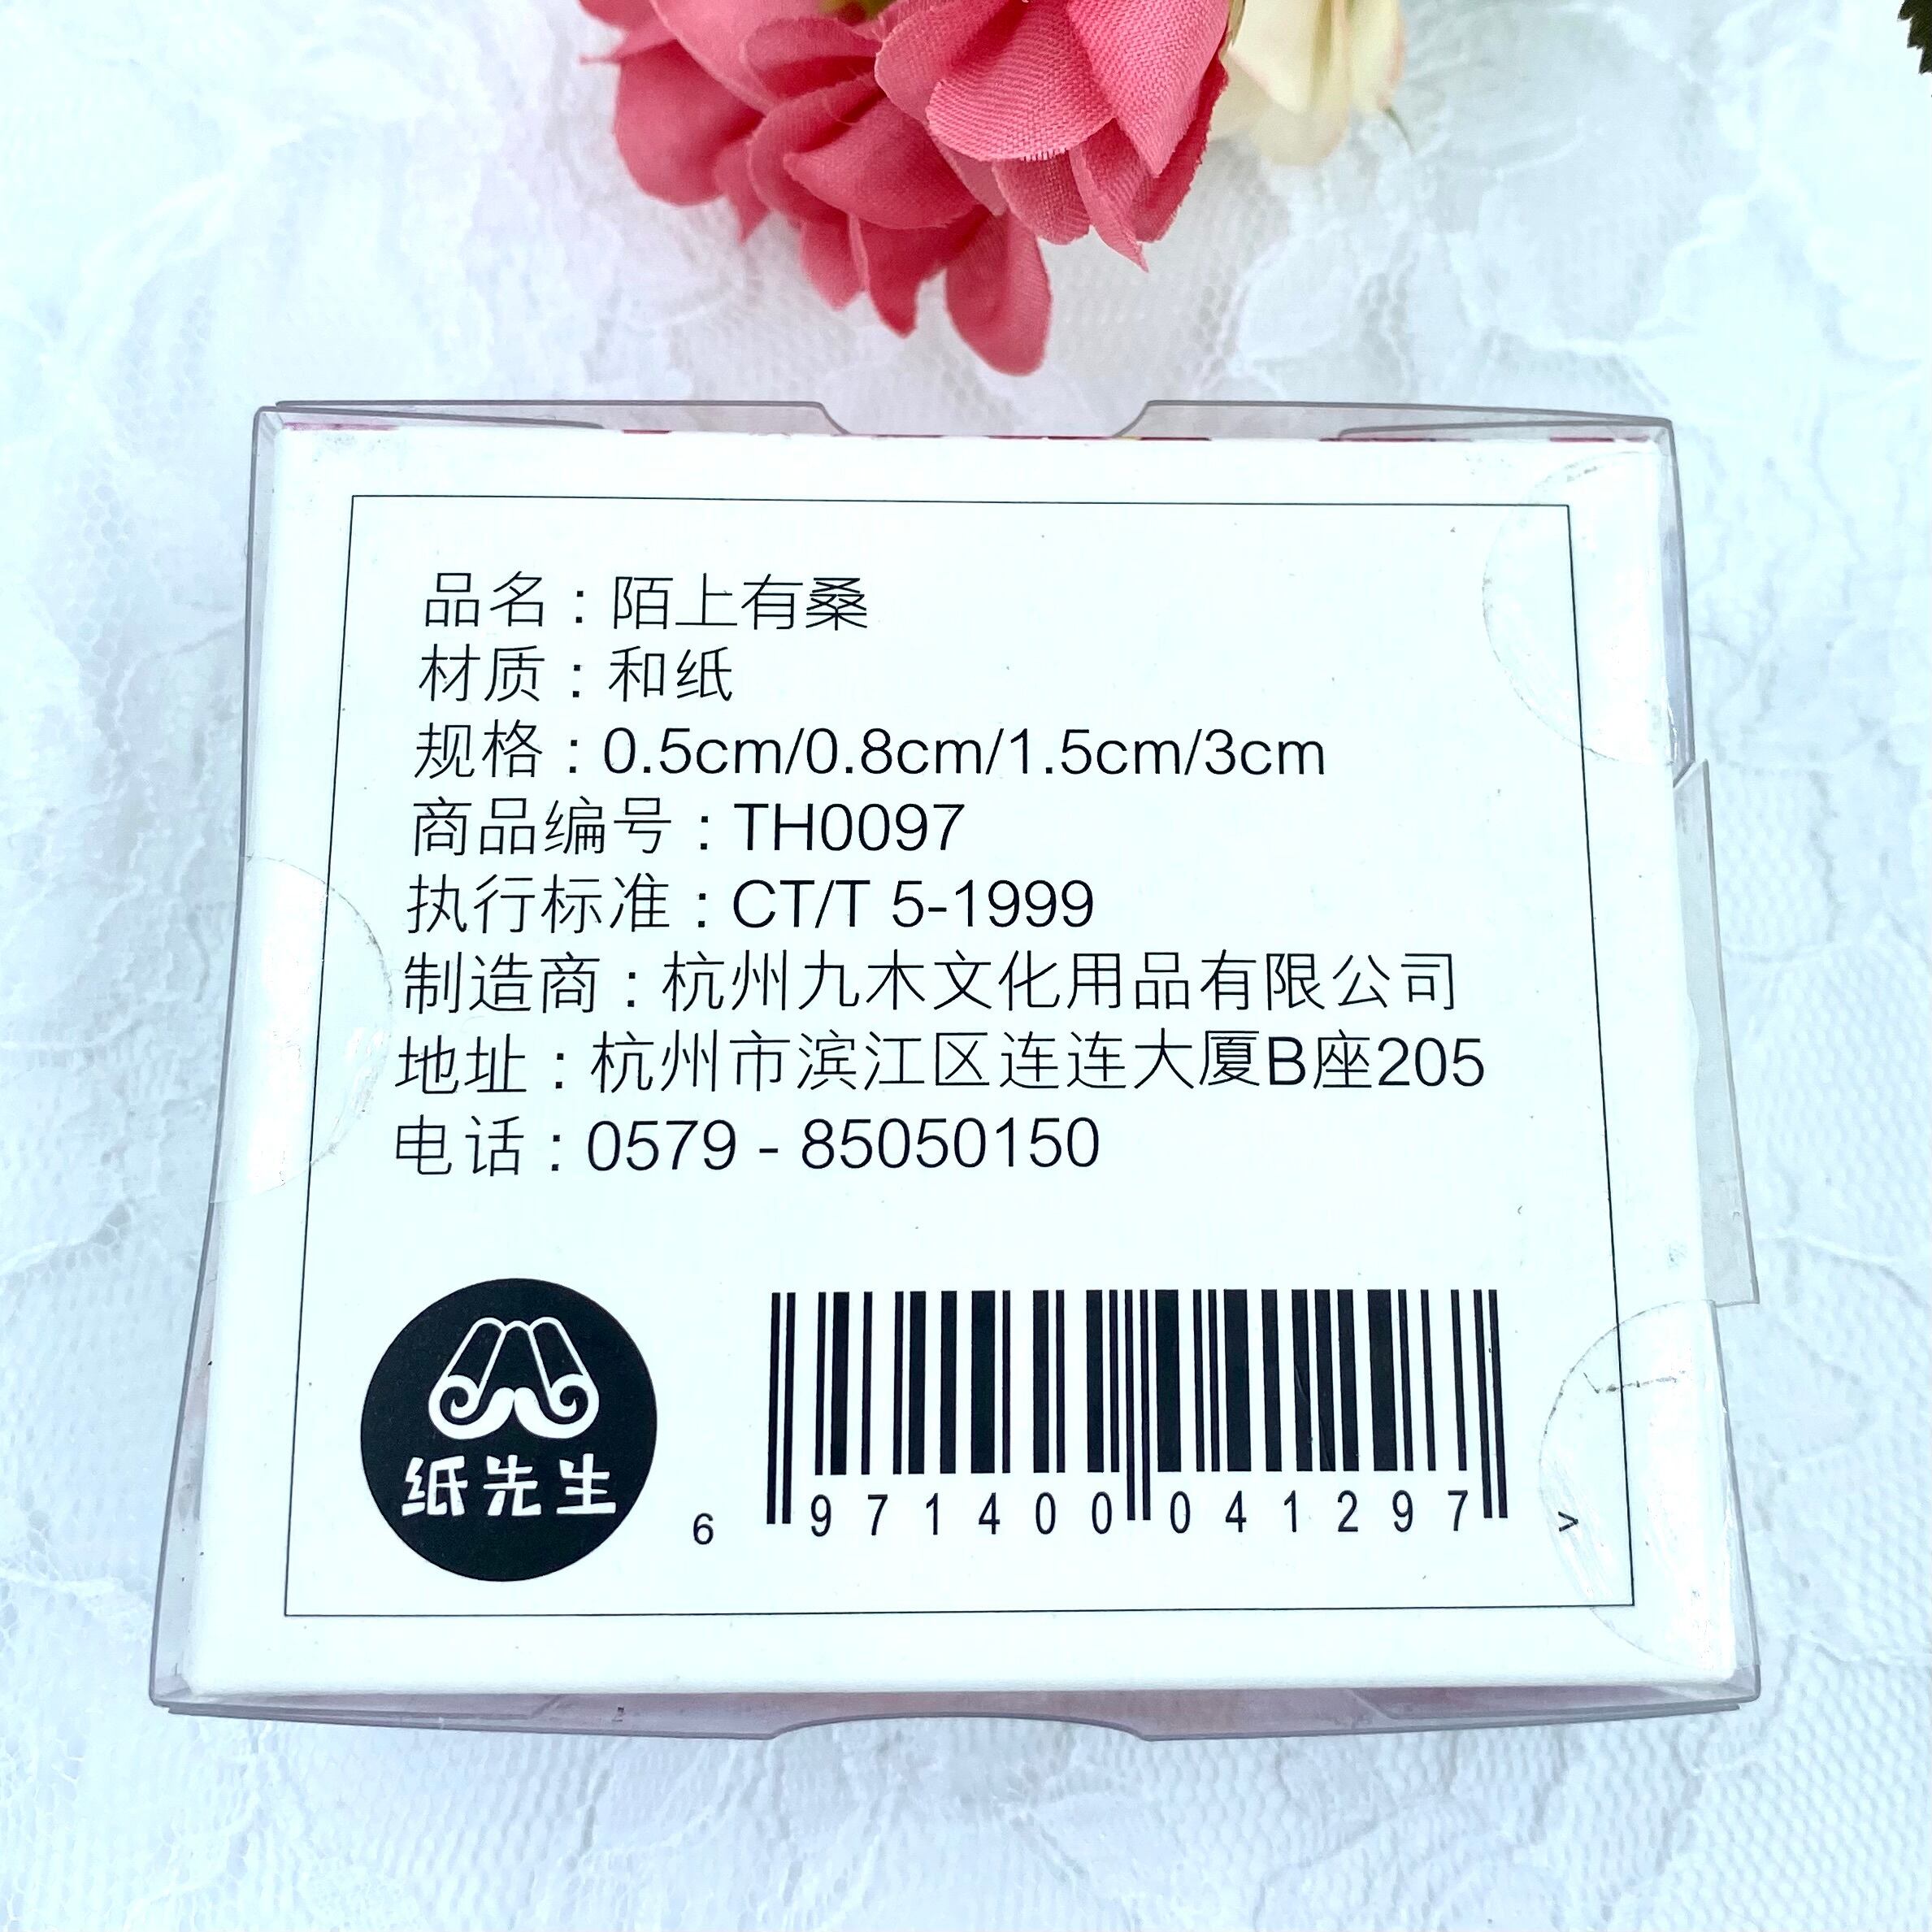 品名：陌上有桑
材质：和纸
规格：0.5cm/0.8cm/1.5cm/3cm
商品编号：TH0097
执行标准：CT/T 5-1999
制造商：杭州九木文化用品有限公司
地址：杭州市滨江区连连大厦B座205
电话：0579 - 85050150
纸先生
6 971400 041297 >